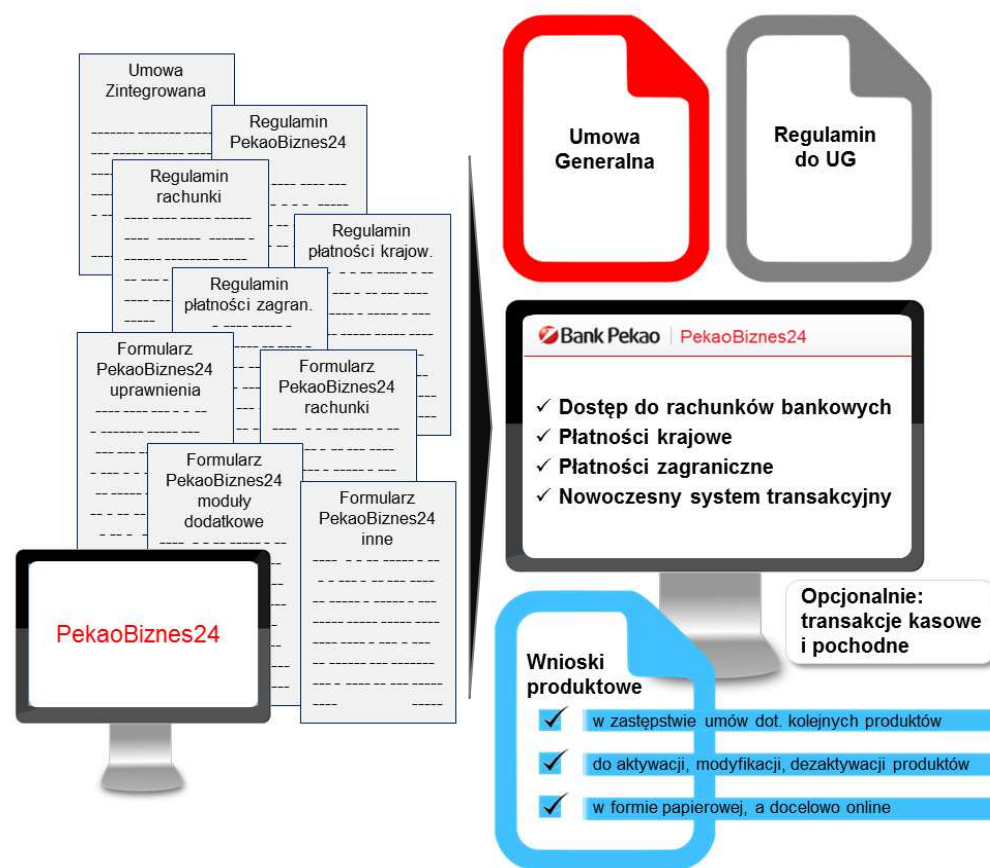 Umowa
Zintegrowana
Regulamin
PekaoBiznes24
Regulamin
rachunki
Regulamin
płatności krajow.
Regulamin
płatności zagran.
Formularz
PekaoBiznes24
uprawnienia
Formularz
PekaoBiznes24
rachunki
Formularz
PekaoBiznes24
moduły
dodatkowe
Formularz
PekaoBiznes24
inne
PekaoBiznes24
Umowa
Generalna
Regulamin
do UG
Bank Pekao | PekaoBiznes24
✓ Dostęp do rachunków bankowych
✓ Płatności krajowe
✓ Płatności zagraniczne
✓ Nowoczesny system transakcyjny
Opcjonalnie:
transakcje kasowe
i pochodne
Wnioski
produktowe
w zastępstwie umów dot. kolejnych produktów
do aktywacji, modyfikacji, dezaktywacji produktów
w formie papierowej, a docelowo online